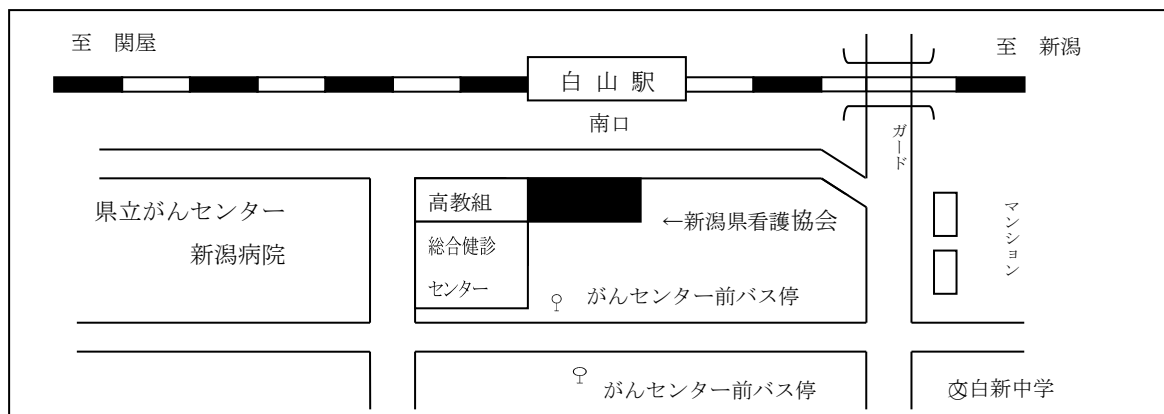 至 関屋
至 新潟
白山駅
南口
ガード
高教組
県立がんセンター
新潟病院
←新潟県看護協会
マンション
総合健診
センター
がんセンター前バス停
がんセンター前バス停
文白新中学